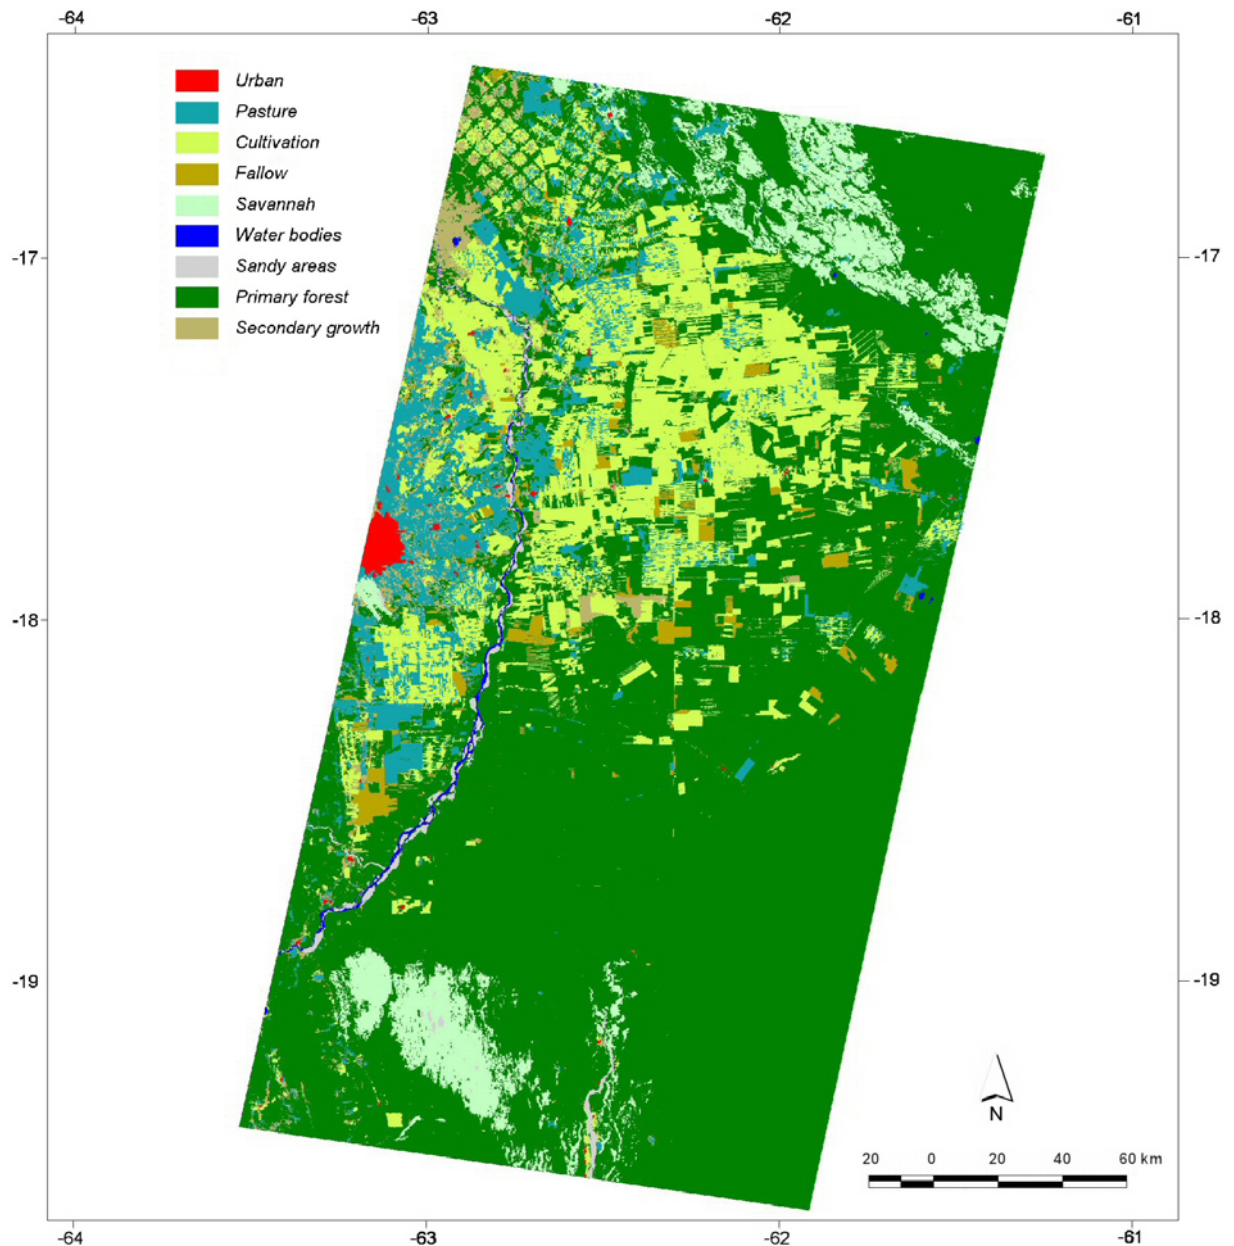 -64 -63 -62 -61
Urban
Pasture
Cultivation
Fallow
Savannah
Water bodies
Sandy areas
Primary forest
Secondary growth
-17 -17
-18 -18
-19 -19
N
20 0 20 40 60 km
-64 -63 -62 -61